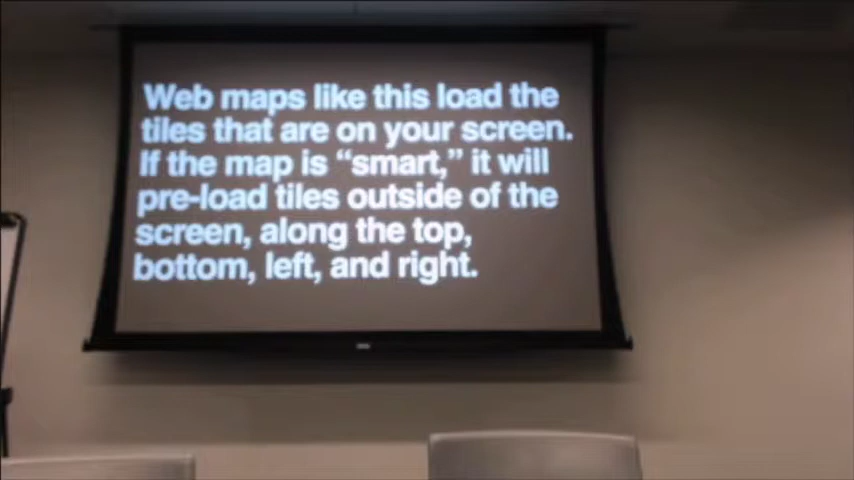 Web maps like this load the
tiles that are on your screen.
If the map is “smart,” it will
pre-load tiles outside of the
screen, along the top,
bottom, left, and right.